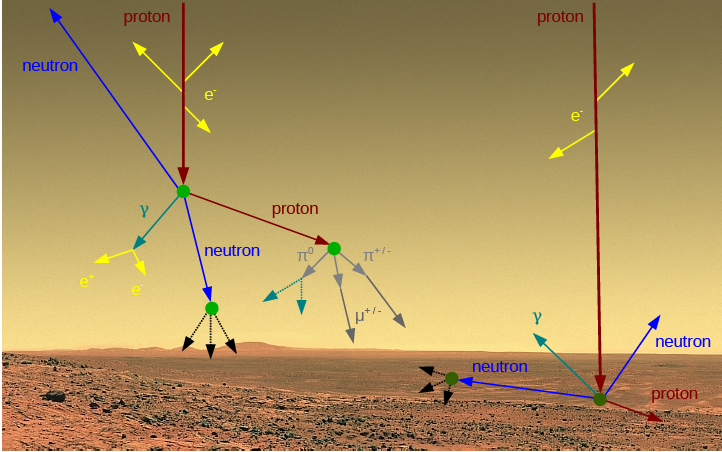 proton
proton
neutron
e-
e-
γ
proton
neutron
π0
π+/-
e+
e-
μ+/-
γ
neutron
neutron
proton